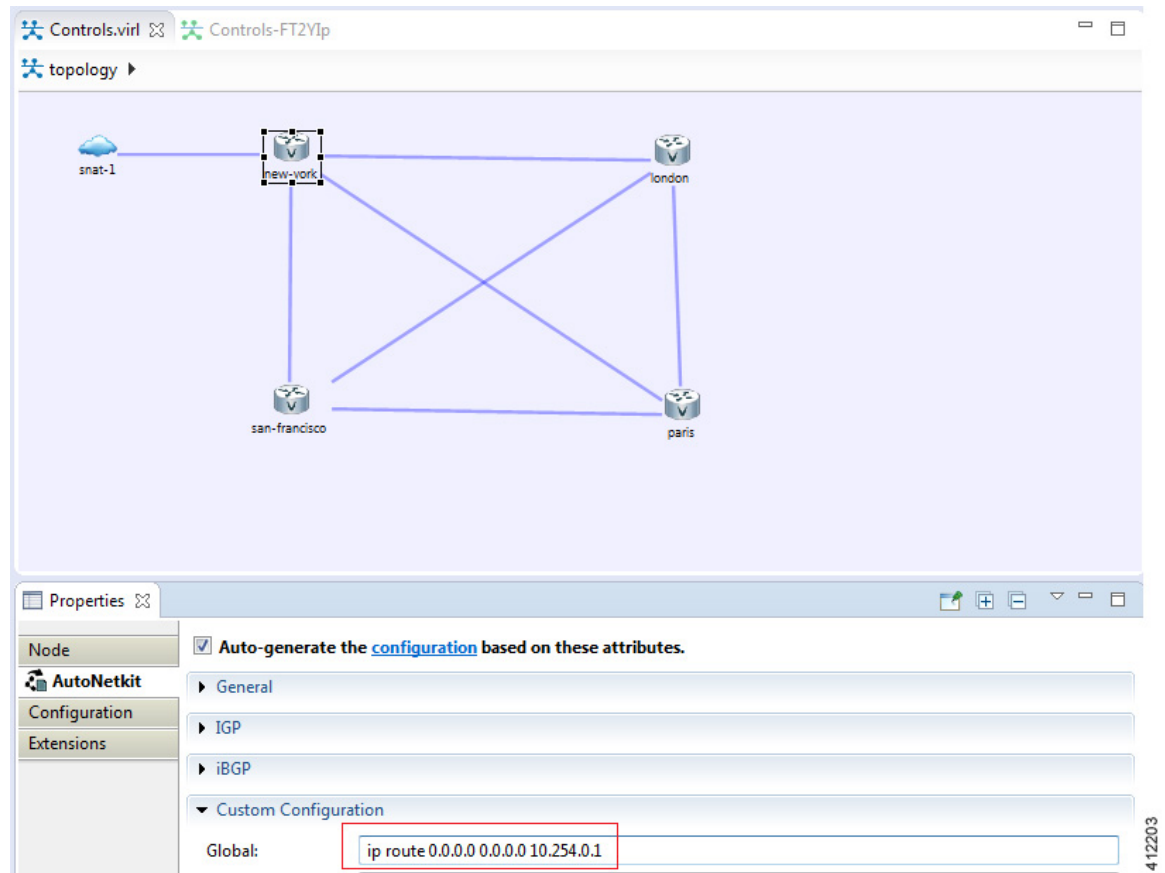 Controls.virl Controls-FT2YIp
topology
snat-1
new-york
london
san-francisco
paris
Properties
Node
Auto-generate the configuration based on these attributes.
AutoNetkit
General
Configuration
IGP
Extensions
iBGP
Custom Configuration
Global: ip route 0.0.0.0 0.0.0.0 10.254.0.1
412203